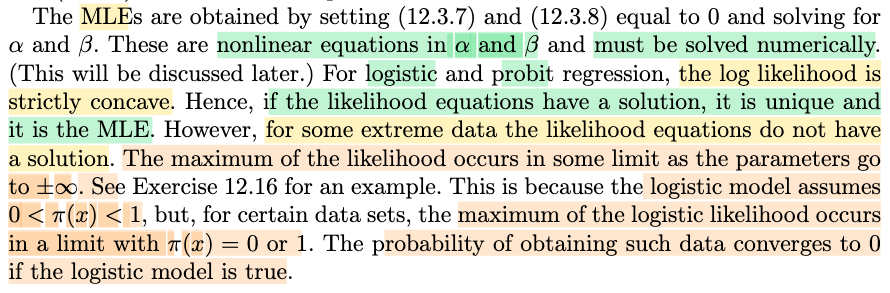 The MLEs are obtained by setting (12.3.7) and (12.3.8) equal to 0 and solving for
α and β. These are nonlinear equations in α and β and must be solved numerically.
(This will be discussed later.) For logistic and probit regression, the log likelihood is
strictly concave. Hence, if the likelihood equations have a solution, it is unique and
it is the MLE. However, for some extreme data the likelihood equations do not have
a solution. The maximum of the likelihood occurs in some limit as the parameters go
to ±∞. See Exercise 12.16 for an example. This is because the logistic model assumes
0 < π(x) < 1, but, for certain data sets, the maximum of the logistic likelihood occurs
in a limit with π(x) = 0 or 1. The probability of obtaining such data converges to 0
if the logistic model is true.